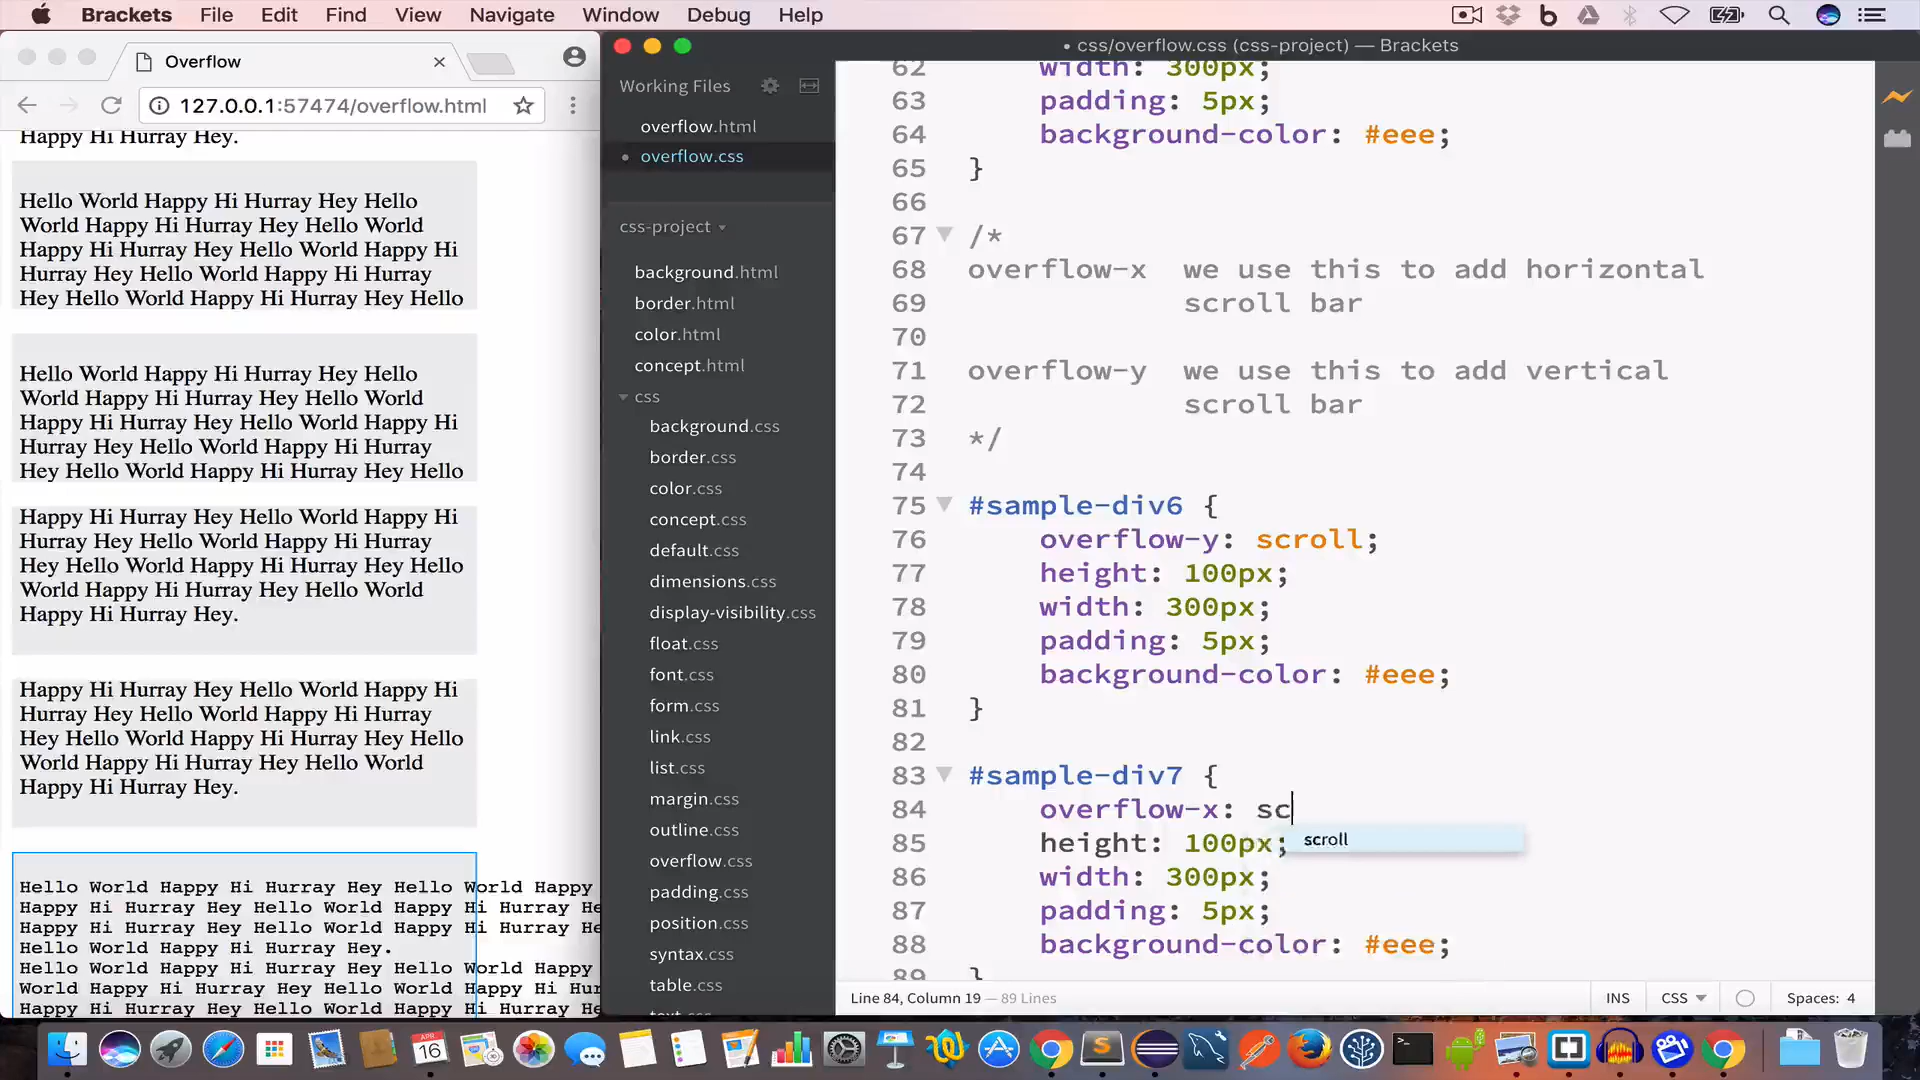 Brackets File Edit Find View Navigate Window Debug Help
Overflow
127.0.0.1:57474/overflow.html
Happy Hi Hurray Hey.
Hello World Happy Hi Hurray Hey Hello
World Happy Hi Hurray Hey Hello World
Happy Hi Hurray Hey Hello World Happy Hi
Hurray Hey Hello World Happy Hi Hurray
Hey Hello World Happy Hi Hurray Hey Hello
Hello World Happy Hi Hurray Hey Hello
World Happy Hi Hurray Hey Hello World
Happy Hi Hurray Hey Hello World Happy Hi
Hurray Hey Hello World Happy Hi Hurray
Hey Hello World Happy Hi Hurray Hey Hello
Happy Hi Hurray Hey Hello World Happy Hi
Hurray Hey Hello World Happy Hi Hurray
Hey Hello World Happy Hi Hurray Hey Hello
World Happy Hi Hurray Hey Hello World
Happy Hi Hurray Hey.
Happy Hi Hurray Hey Hello World Happy Hi
Hurray Hey Hello World Happy Hi Hurray
Hey Hello World Happy Hi Hurray Hey Hello
World Happy Hi Hurray Hey Hello World
Happy Hi Hurray Hey.
Hello World Happy Hi Hurray Hey Hello World Happy
Happy Hi Hurray Hey Hello World Happy Hi Hurray He
Happy Hi Hurray Hey Hello World Happy Hi Hurray He
Hello World Happy Hi Hurray Hey.
Hello World Happy Hi Hurray Hey Hello World Happy
World Happy Hi Hurray Hey Hello World Happy Hi Hur
Happy Hi Hurray Hey Hello World Happy Hi Hurray He
• css/overflow.css (css-project) — Brackets
Working Files
overflow.html
overflow.css
css-project
background.html
border.html
color.html
concept.html
css
background.css
border.css
color.css
concept.css
default.css
dimensions.css
display-visibility.css
float.css
font.css
form.css
link.css
list.css
margin.css
outline.css
overflow.css
padding.css
position.css
syntax.css
table.css
text.css
62 width: 300px;
63 padding: 5px;
64 background-color: #eee;
65 }
66
67 /*
68 overflow-x we use this to add horizontal
69 scroll bar
70
71 overflow-y we use this to add vertical
72 scroll bar
73 */
74
75 #sample-div6 {
76 overflow-y: scroll;
77 height: 100px;
78 width: 300px;
79 padding: 5px;
80 background-color: #eee;
81 }
82
83 #sample-div7 {
84 overflow-x: sc
85 height: 100px; scroll
86 width: 300px;
87 padding: 5px;
88 background-color: #eee;
89 }
Line 84, Column 19 — 89 Lines
INS CSS Spaces: 4
APR
16